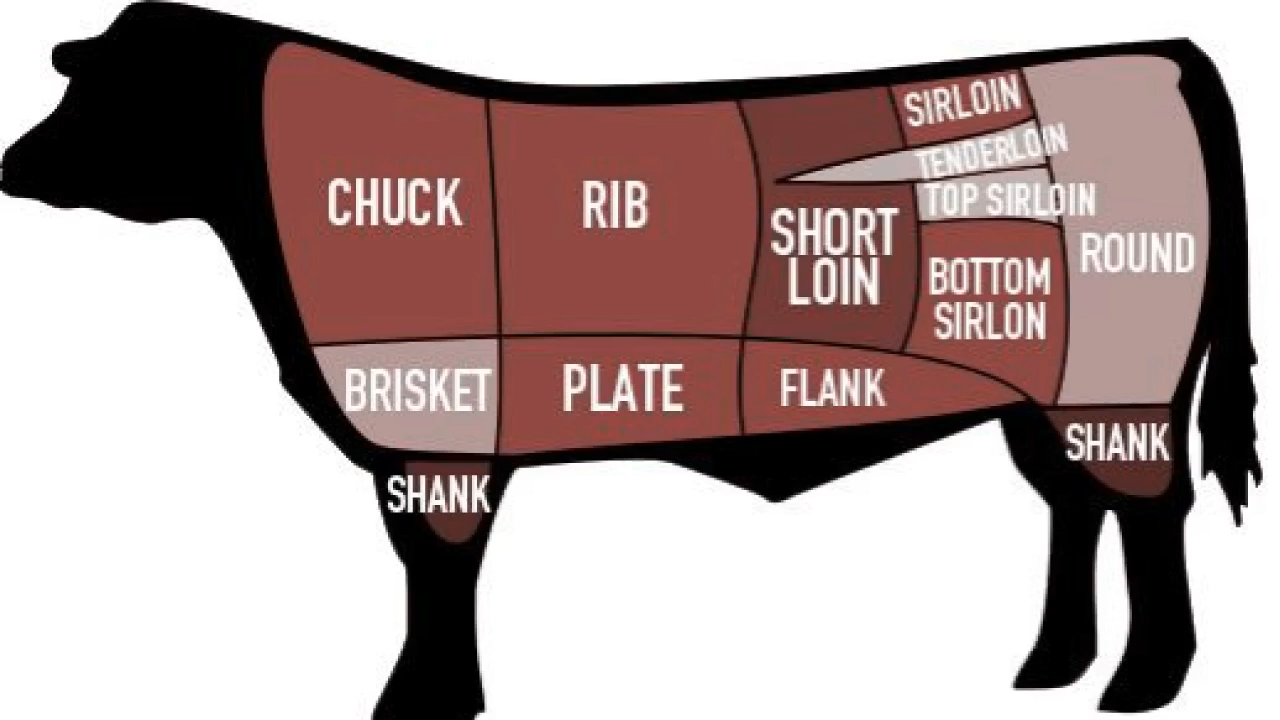 SIRLOIN
TENDERLOIN
TOP SIRLOIN
CHUCK
RIB
SHORT
LOIN
BOTTOM
SIRLON
ROUND
BRISKET
PLATE
FLANK
SHANK
SHANK